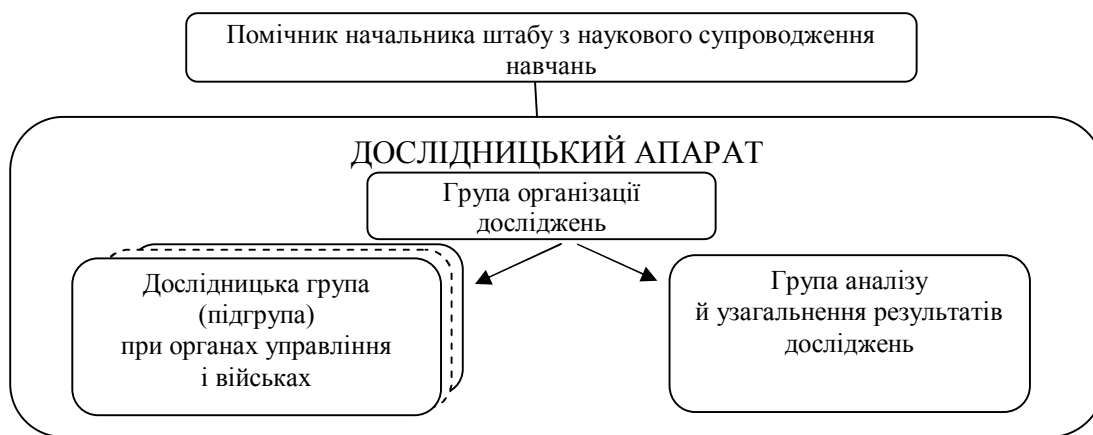 Помічник начальника штабу з наукового супроводження
навчань
ДОСЛІДНИЦЬКИЙ АПАРАТ
Група організації
досліджень
Дослідницька група
(підгрупа)
при органах управління
і військах
Група аналізу
й узагальнення результатів
досліджень